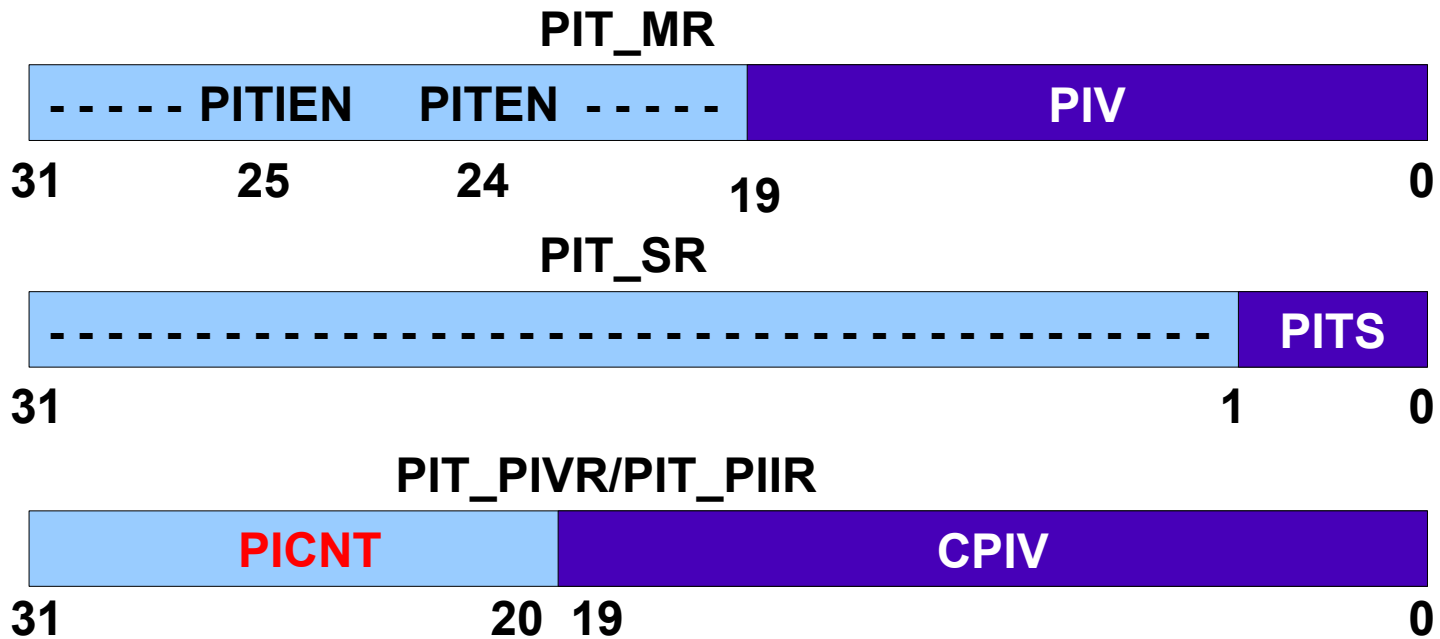 PIT_MR
- - - - - PITIEN PITEN - - - - - PIV
31 25 24 19 0
PIT_SR
- - - - - - - - - - - - - - - - - - - - - - - - - - - - - - - - - - - - - - - - PITS
31 1 0
PIT_PIVR/PIT_PIIR
PICNT CPIV
31 20 19 0